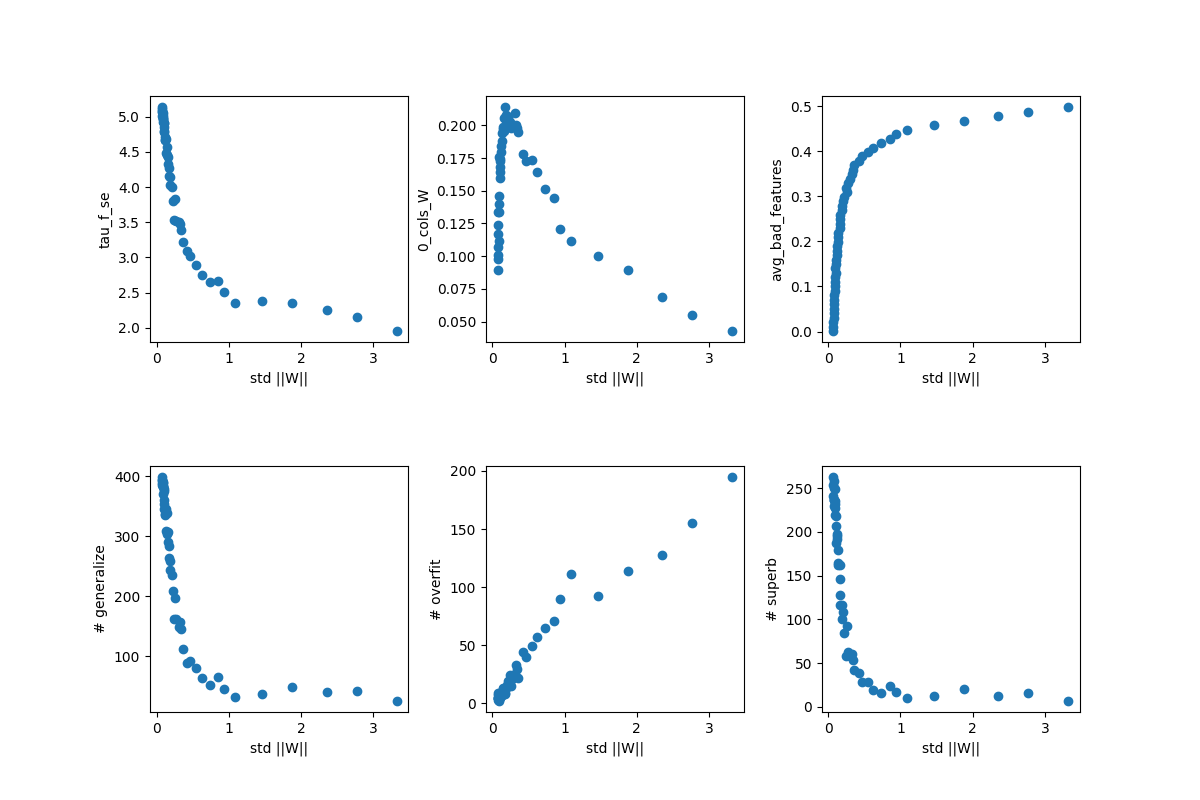 tau_f_se
5.0
4.5
4.0
3.5
3.0
2.5
2.0
0 1 2 3
std ||W||
0_cols_W
0.200
0.175
0.150
0.125
0.100
0.075
0.050
0 1 2 3
std ||W||
avg_bad_features
0.5
0.4
0.3
0.2
0.1
0.0
0 1 2 3
std ||W||
# generalize
400
300
200
100
0 1 2 3
std ||W||
# overfit
200
150
100
50
0
0 1 2 3
std ||W||
# superb
250
200
150
100
50
0
0 1 2 3
std ||W||